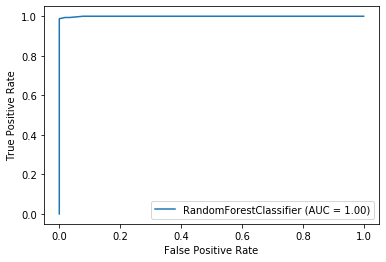 True Positive Rate
1.0
0.8
0.6
0.4
0.2
0.0
RandomForestClassifier (AUC = 1.00)
0.0 0.2 0.4 0.6 0.8 1.0
False Positive Rate